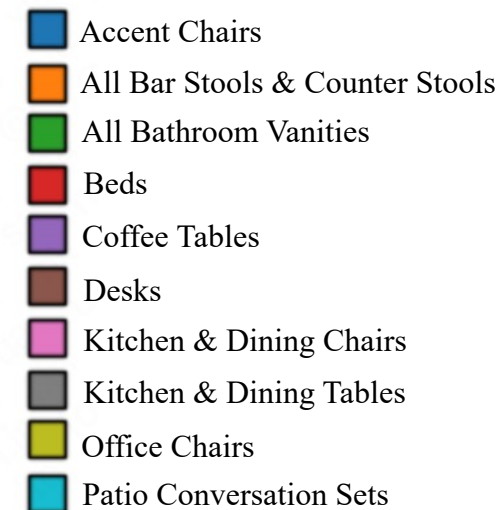 Accent Chairs
All Bar Stools & Counter Stools
All Bathroom Vanities
Beds
Coffee Tables
Desks
Kitchen & Dining Chairs
Kitchen & Dining Tables
Office Chairs
Patio Conversation Sets